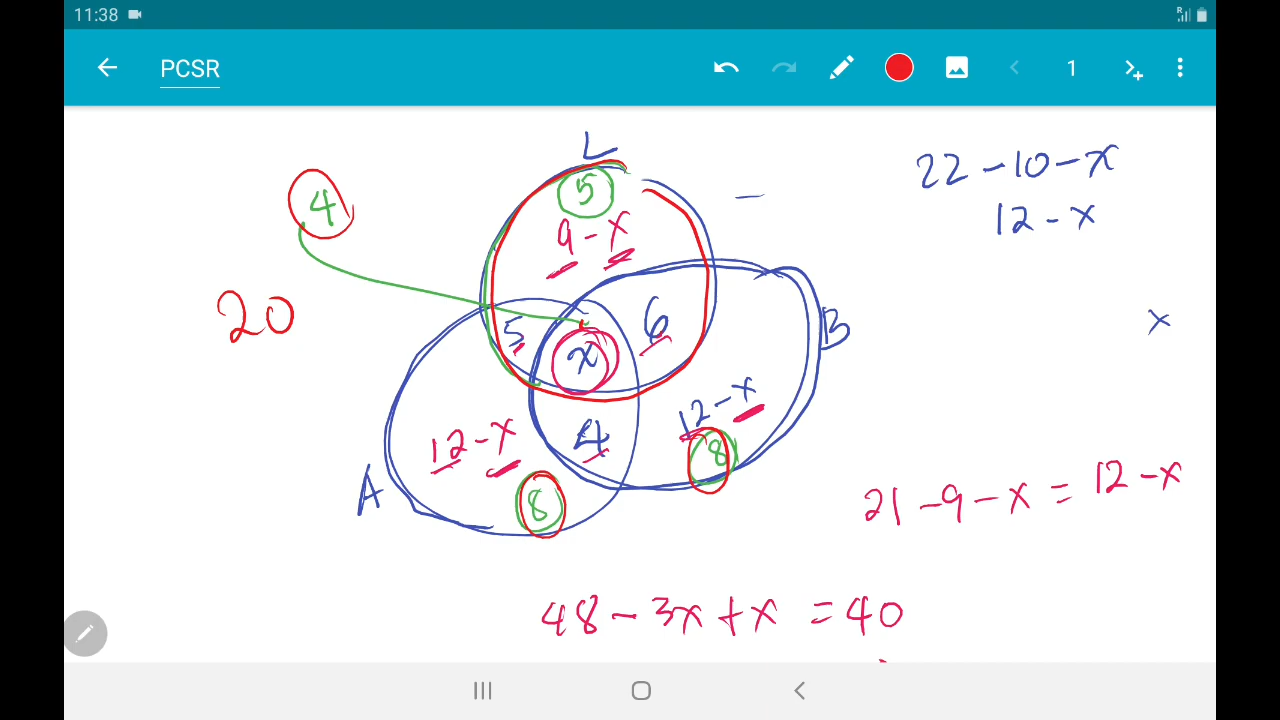 11:38
PCSR
1
L
22 - 10 - x
12 - x
4
5
9 - x
20
5
6
x
B
x
12 - x
12 - x
4
8
A
8
21 - 9 - x = 12 - x
48 - 3x + x = 40